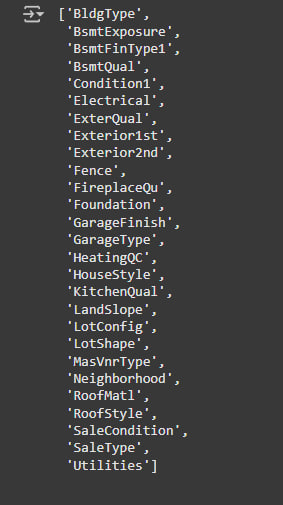 ['BldgType',
'BsmtExposure',
'BsmtFinType1',
'BsmtQual',
'Condition1',
'Electrical',
'ExterQual',
'Exterior1st',
'Exterior2nd',
'Fence',
'FireplaceQu',
'Foundation',
'GarageFinish',
'GarageType',
'HeatingQC',
'HouseStyle',
'KitchenQual',
'LandSlope',
'LotConfig',
'LotShape',
'MasVnrType',
'Neighborhood',
'RoofMatl',
'RoofStyle',
'SaleCondition',
'SaleType',
'Utilities']